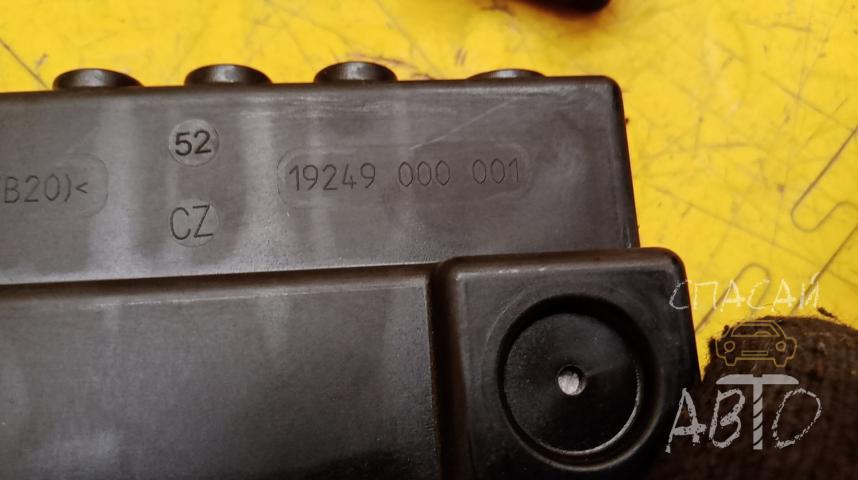 52
B20)<
19249 000 001
CZ
СПАСАЙ
АВТО